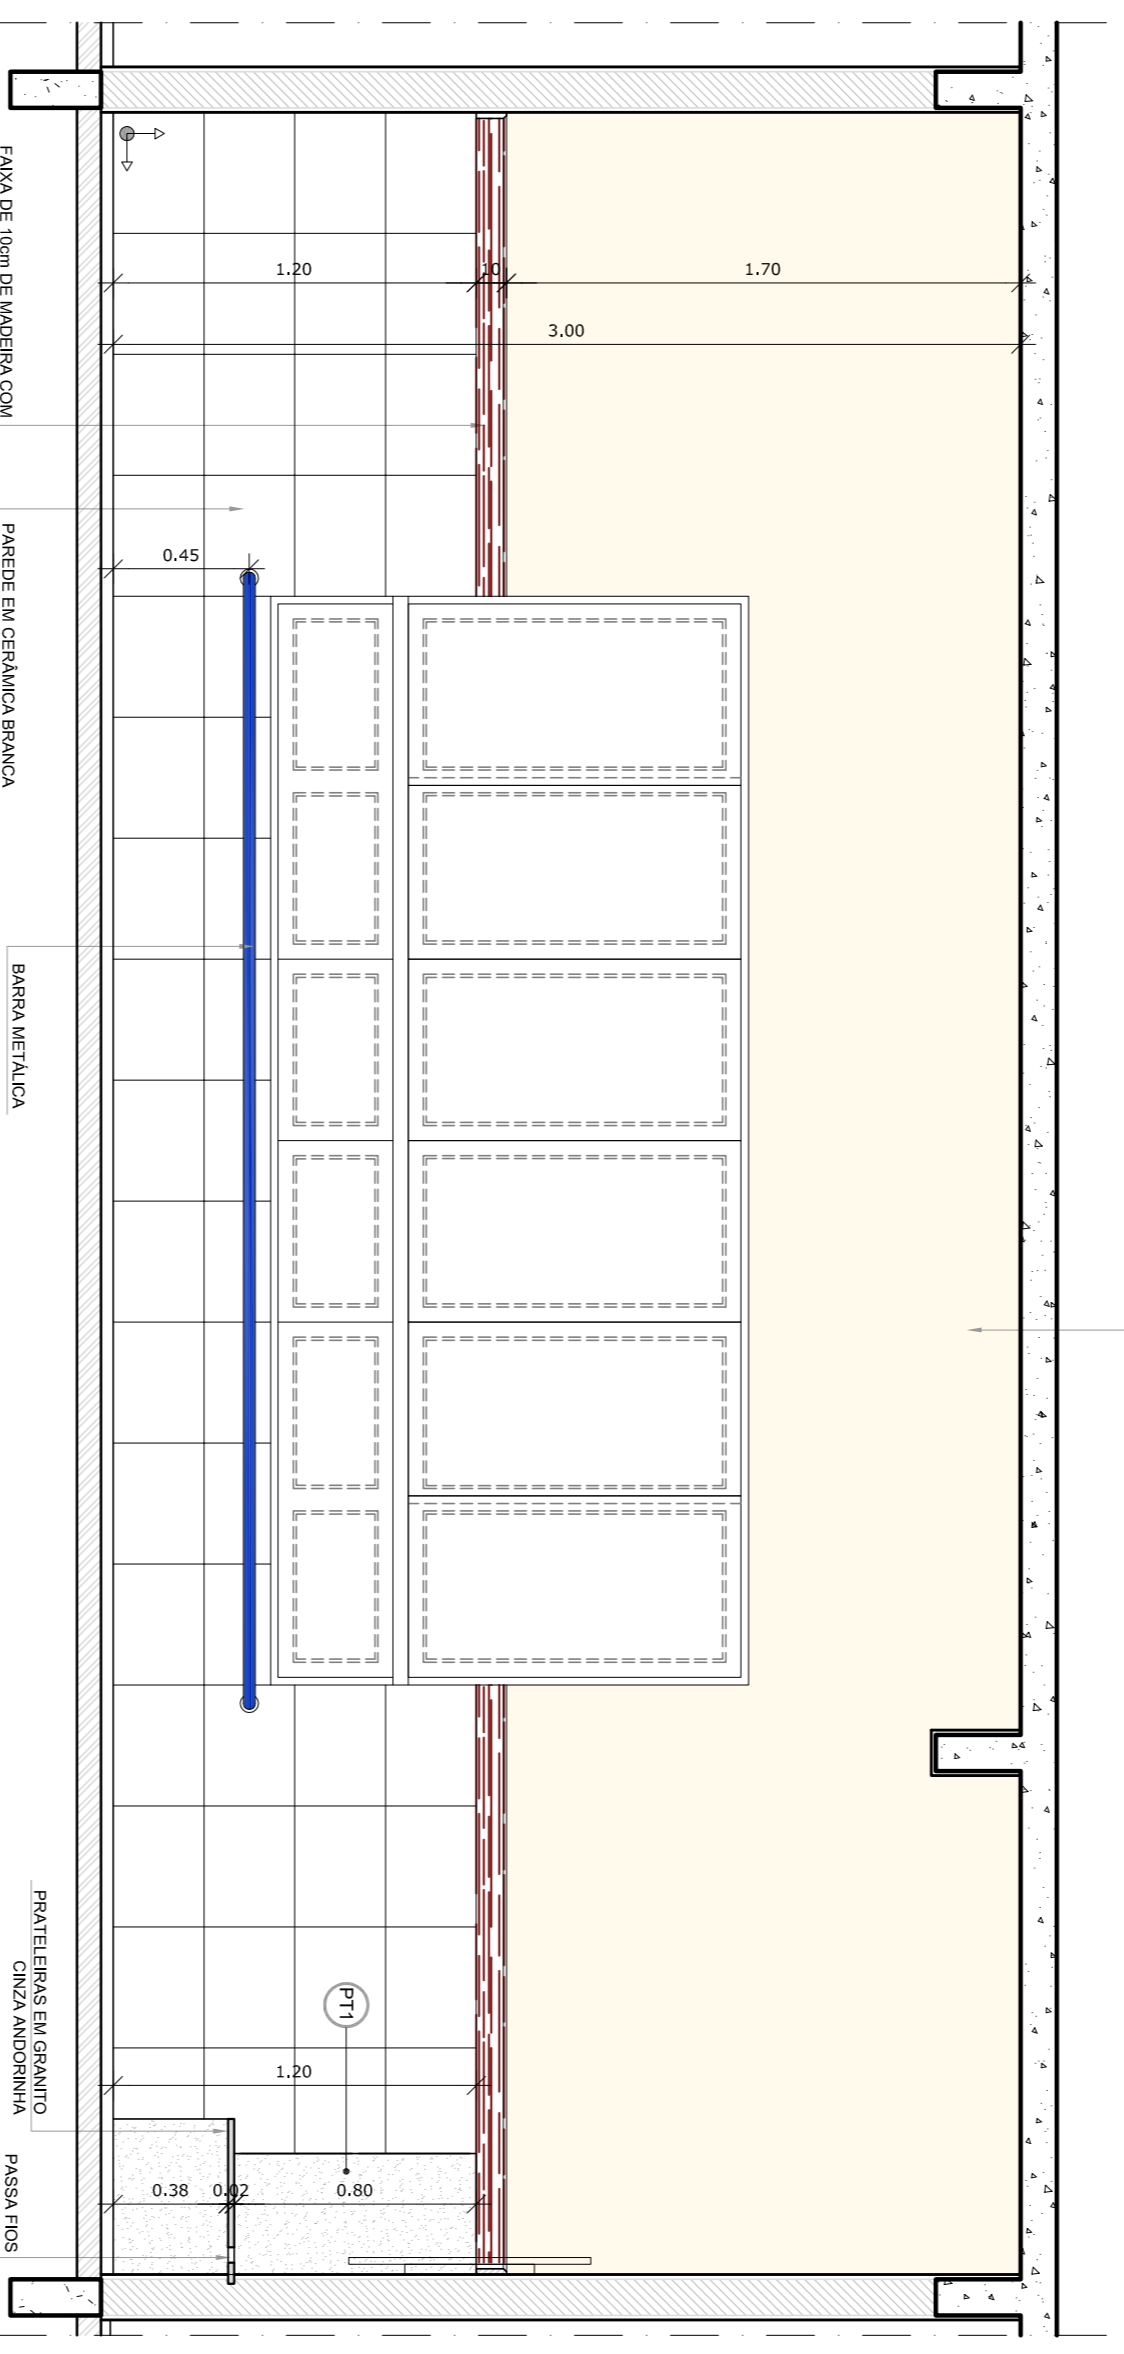 1.20
10
1.70
3.00
FAIXA DE 10cm DE MADEIRA COM
0.45
PAREDE EM CERÂMICA BRANCA
BARRA METÁLICA
PRATELEIRAS EM GRANITO
CINZA ANDORINHA
PT1
1.20
0.38
0.02
0.80
PASSA FIOS